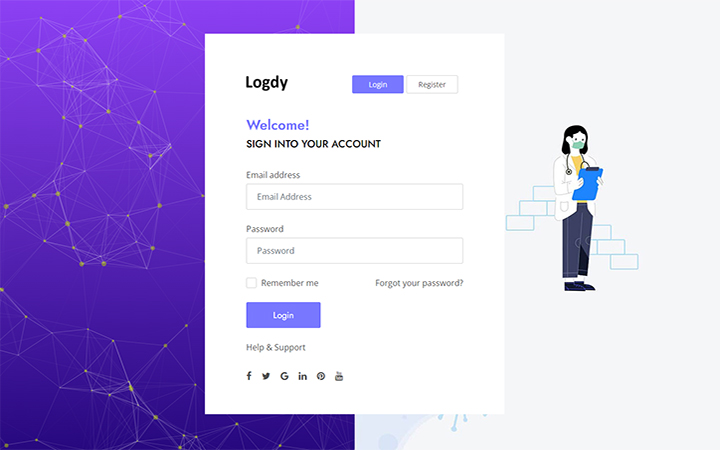 Logdy
Login Register
Welcome!
SIGN INTO YOUR ACCOUNT
Email address
Email Address
Password
Password
Remember me Forgot your password?
Login
Help & Support